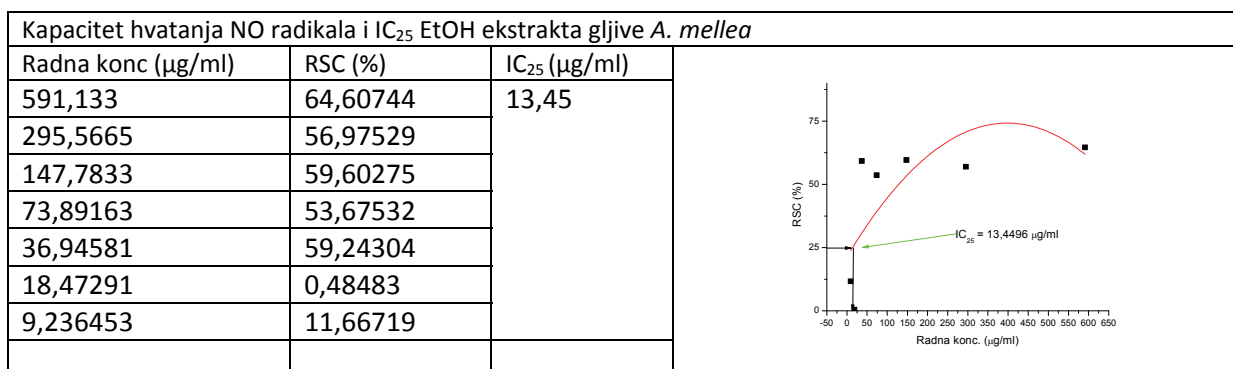 Kapacitet hvatanja NO radikala i IC₂₅ EtOH ekstrakta gljive A. mellea
Radna konc (µg/ml) RSC (%) IC₂₅ (µg/ml)
591,133 64,60744 13,45
295,5665 56,97529
147,7833 59,60275
73,89163 53,67532
36,94581 59,24304
18,47291 0,48483
9,236453 11,66719
75
50
25
0
RSC (%)
IC₂₅ = 13,4496 µg/ml
-50 0 50 100 150 200 250 300 350 400 450 500 550 600 650
Radna konc. (µg/ml)